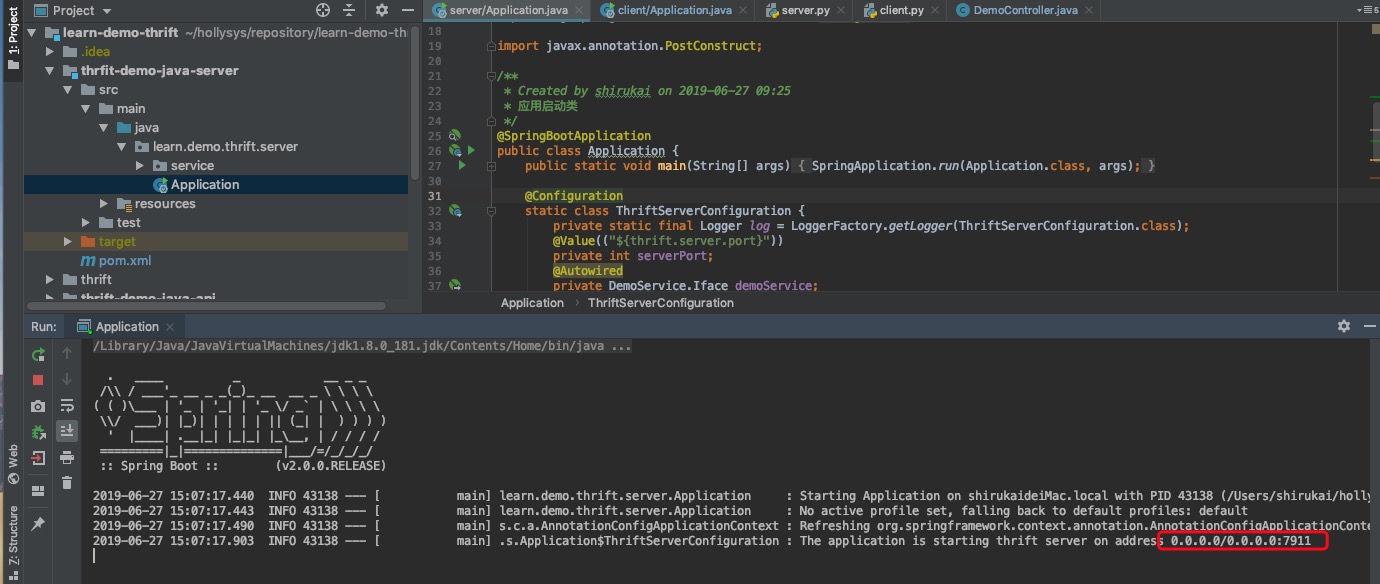 Project
server/Application.java
client/Application.java
server.py
client.py
DemoController.java
1: Project
learn-demo-thrift ~/hollysys/repository/learn-demo-th
.idea
thrfit-demo-java-server
src
main
java
learn.demo.thrift.server
service
Application
resources
test
target
pom.xml
thrift
thrift-demo-java-api
18
19 import javax.annotation.PostConstruct;
20
21 /**
22 * Created by shirukai on 2019-06-27 09:25
23 * 应用启动类
24 */
25 @SpringBootApplication
26 public class Application {
27 public static void main(String[] args) { SpringApplication.run(Application.class, args); }
30
31 @Configuration
32 static class ThriftServerConfiguration {
33 private static final Logger log = LoggerFactory.getLogger(ThriftServerConfiguration.class);
34 @Value(("${thrift.server.port}"))
35 private int serverPort;
36 @Autowired
37 private DemoService.Iface demoService;
Application › ThriftServerConfiguration
Run: Application
/Library/Java/JavaVirtualMachines/jdk1.8.0_181.jdk/Contents/Home/bin/java ...
  .   ____          _            __ _ _
 /\\ / ___'_ __ _ _(_)_ __  __ _ \ \ \ \
( ( )\___ | '_ | '_| | '_ \/ _` | \ \ \ \
 \\/  ___)| |_)| | | | | || (_| |  ) ) ) )
  '  |____| .__|_| |_|_| |_\__, | / / / /
 =========|_|==============|___/=/_/_/_/
 :: Spring Boot ::        (v2.0.0.RELEASE)
2019-06-27 15:07:17.440  INFO 43138 --- [           main] learn.demo.thrift.server.Application     : Starting Application on shirukaideiMac.local with PID 43138 (/Users/shirukai/holly
2019-06-27 15:07:17.443  INFO 43138 --- [           main] learn.demo.thrift.server.Application     : No active profile set, falling back to default profiles: default
2019-06-27 15:07:17.490  INFO 43138 --- [           main] s.c.a.AnnotationConfigApplicationContext : Refreshing org.springframework.context.annotation.AnnotationConfigApplicationConte
2019-06-27 15:07:17.903  INFO 43138 --- [           main] .s.Application$ThriftServerConfiguration : The application is starting thrift server on address 0.0.0.0/0.0.0.0:7911
Web
Z: Structure